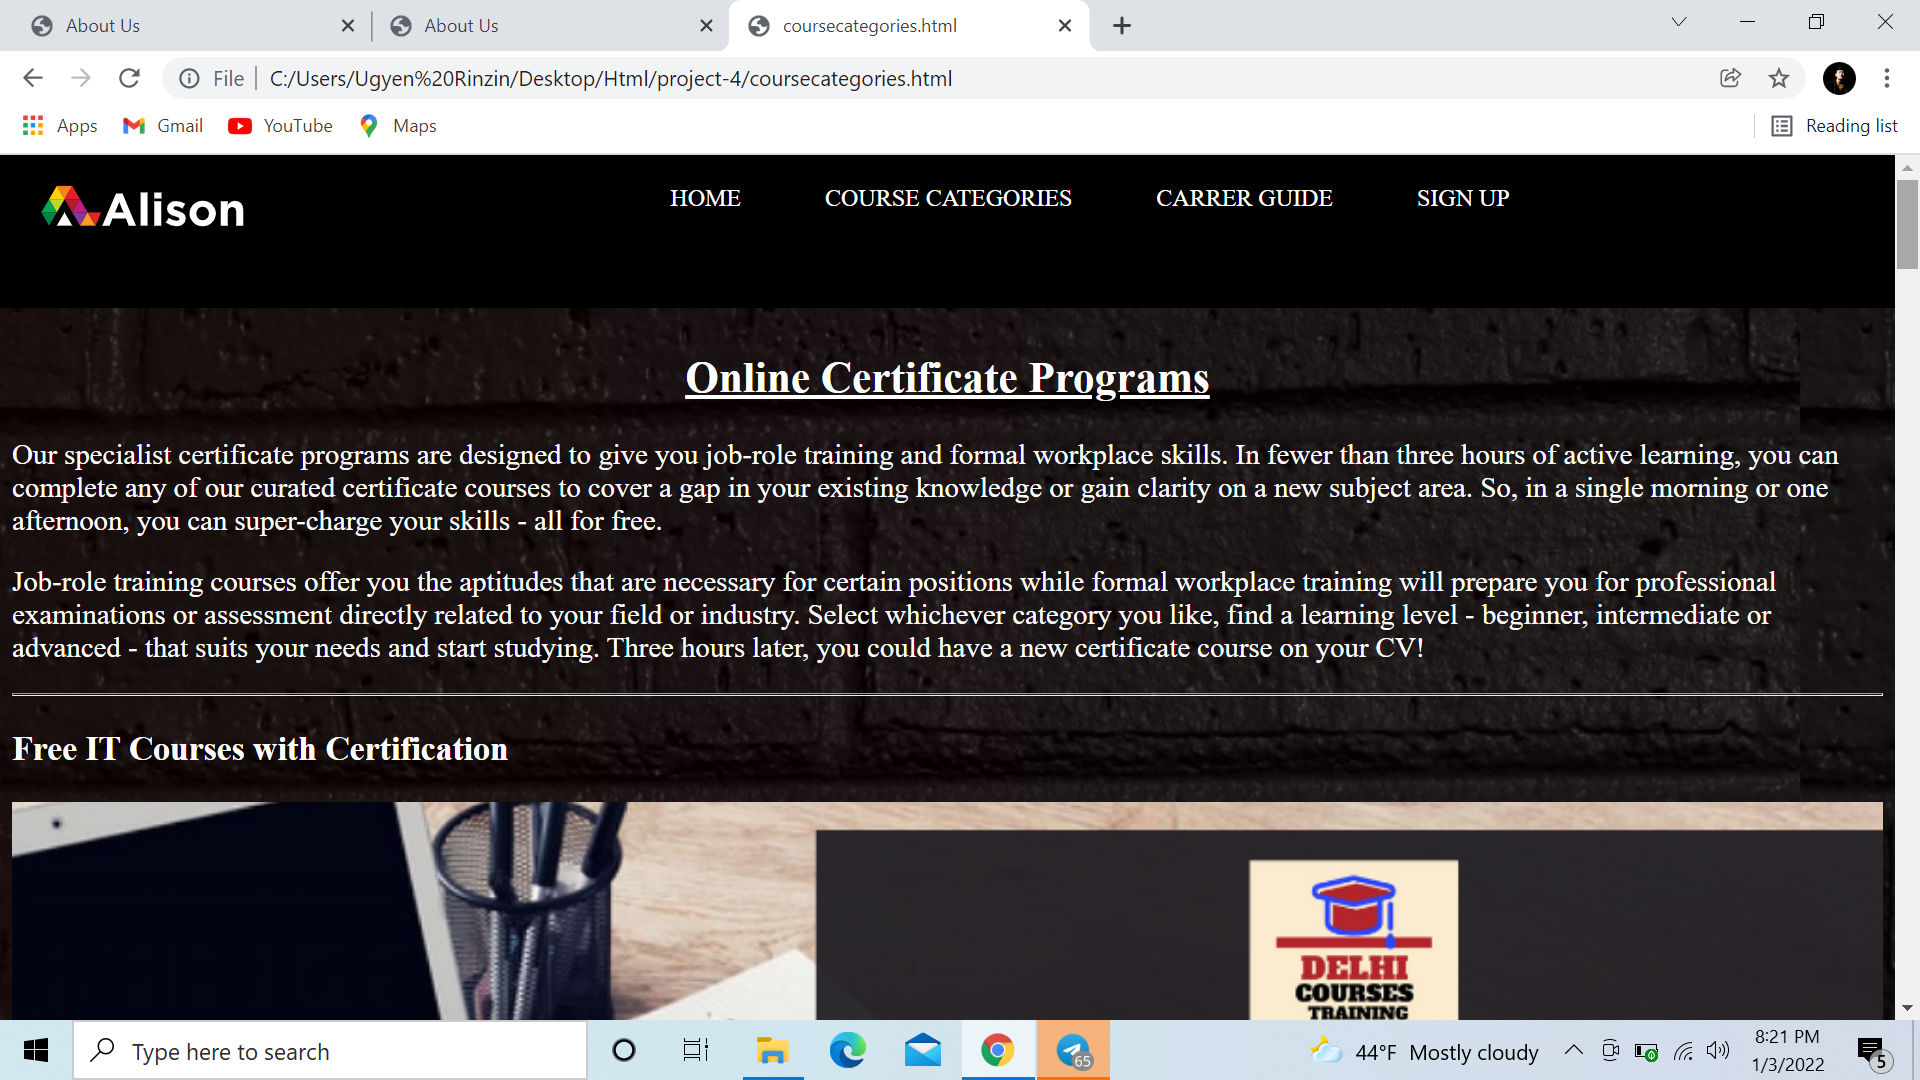 About Us
About Us
coursecategories.html
File
C:/Users/Ugyen%20Rinzin/Desktop/Html/project-4/coursecategories.html
Apps
Gmail
YouTube
Maps
Reading list
Alison
HOME
COURSE CATEGORIES
CARRER GUIDE
SIGN UP
Online Certificate Programs
Our specialist certificate programs are designed to give you job-role training and formal workplace skills. In fewer than three hours of active learning, you can
complete any of our curated certificate courses to cover a gap in your existing knowledge or gain clarity on a new subject area. So, in a single morning or one
afternoon, you can super-charge your skills - all for free.
Job-role training courses offer you the aptitudes that are necessary for certain positions while formal workplace training will prepare you for professional
examinations or assessment directly related to your field or industry. Select whichever category you like, find a learning level - beginner, intermediate or
advanced - that suits your needs and start studying. Three hours later, you could have a new certificate course on your CV!
Free IT Courses with Certification
DELHI
COURSES
TRAINING
Type here to search
65
44°F Mostly cloudy
8:21 PM
1/3/2022
5